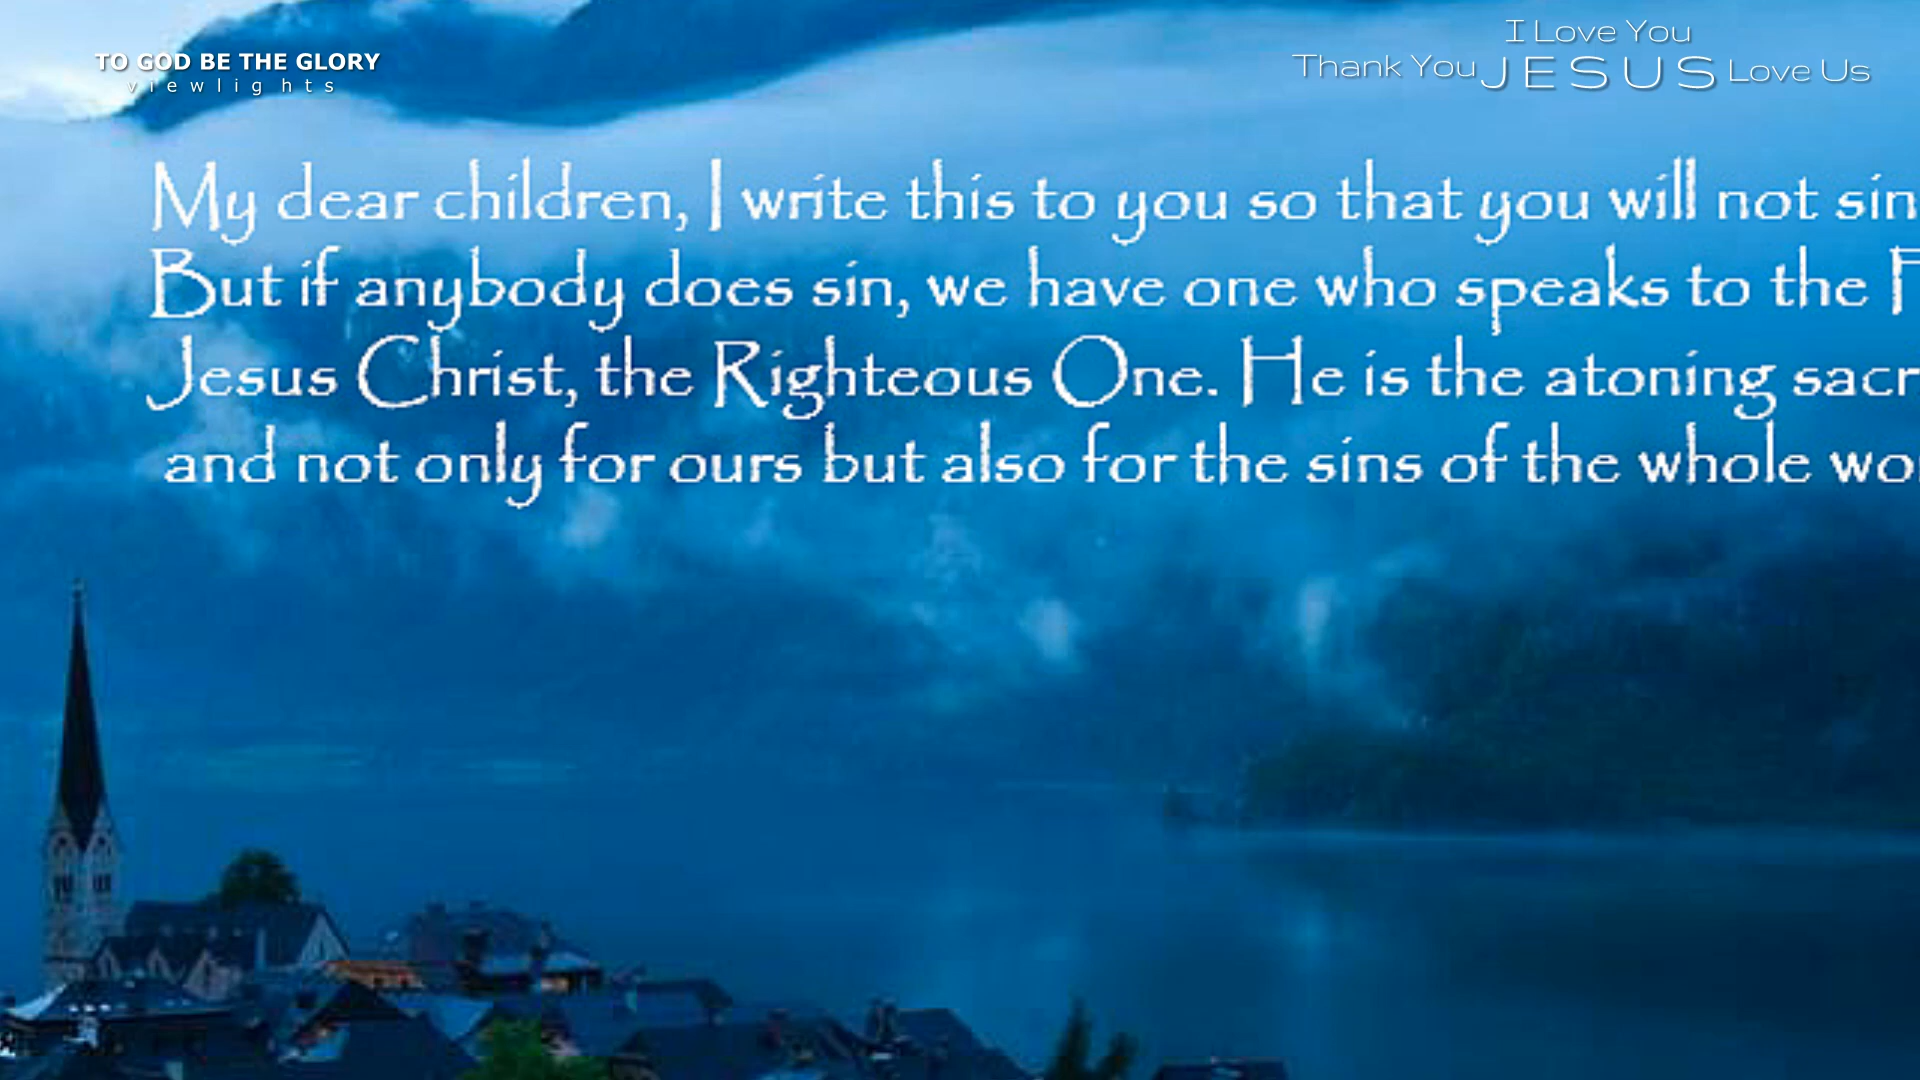 TO GOD BE THE GLORY
viewlights
I Love You
Thank You JESUS Love Us
My dear children, I write this to you so that you will not sin
But if anybody does sin, we have one who speaks to the
Jesus Christ, the Righteous One. He is the atoning
and not only for ours but also for the sins of the whole